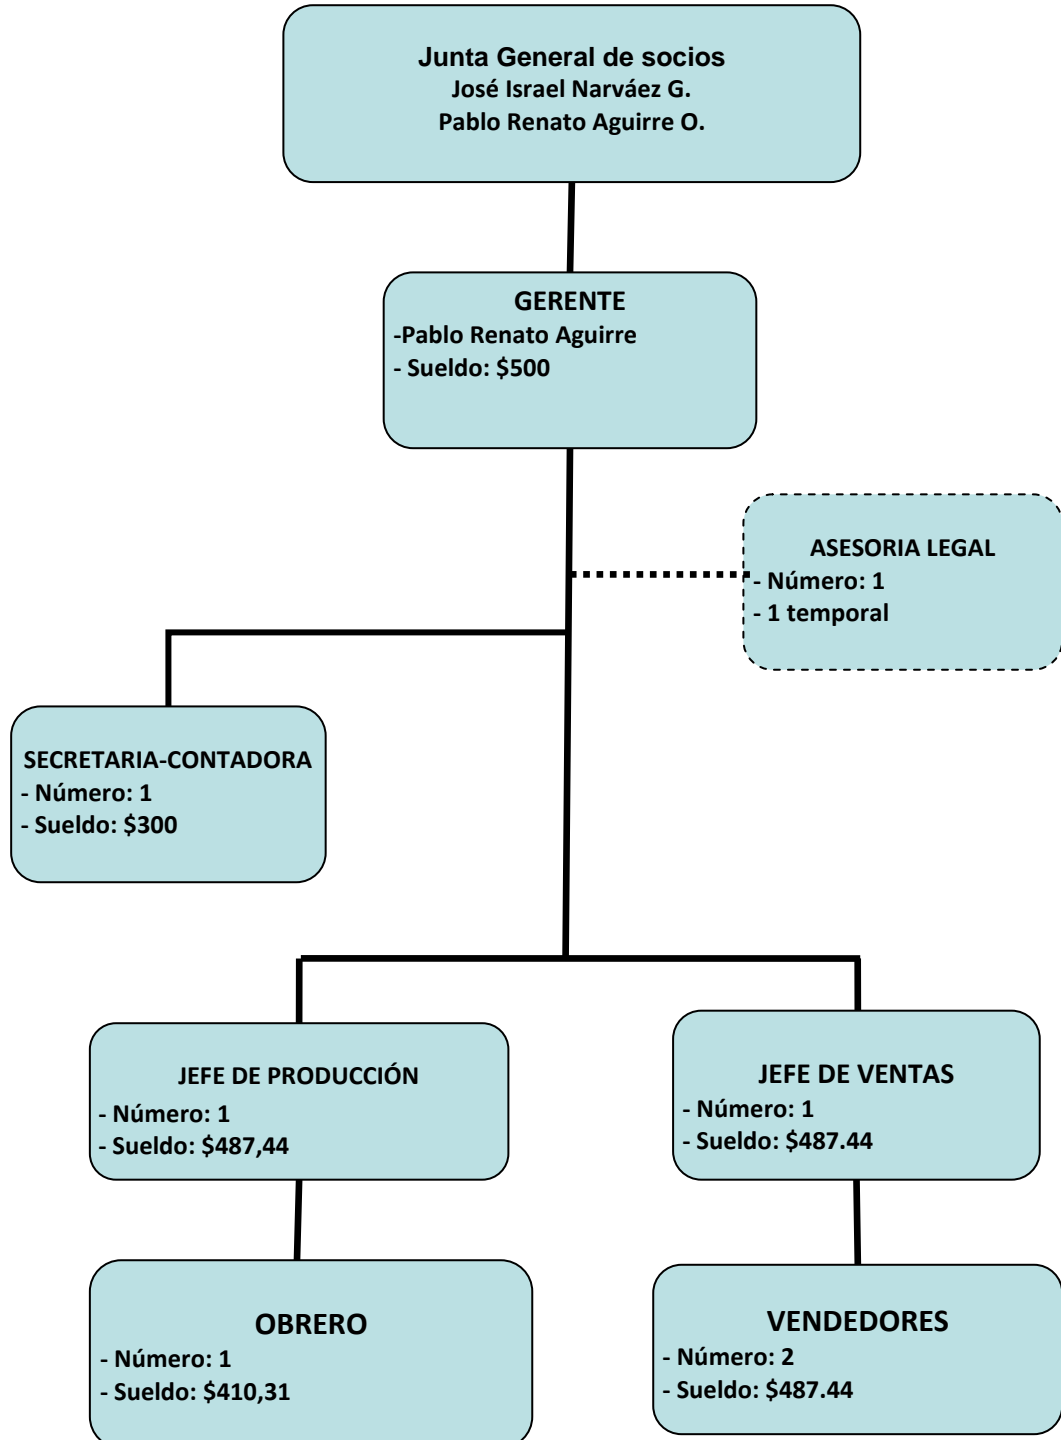 Junta General de socios
José Israel Narváez G.
Pablo Renato Aguirre O.
GERENTE
-Pablo Renato Aguirre
- Sueldo: $500
ASESORIA LEGAL
- Número: 1
- 1 temporal
SECRETARIA-CONTADORA
- Número: 1
- Sueldo: $300
JEFE DE PRODUCCIÓN
- Número: 1
- Sueldo: $487,44
JEFE DE VENTAS
- Número: 1
- Sueldo: $487.44
OBRERO
- Número: 1
- Sueldo: $410,31
VENDEDORES
- Número: 2
- Sueldo: $487.44